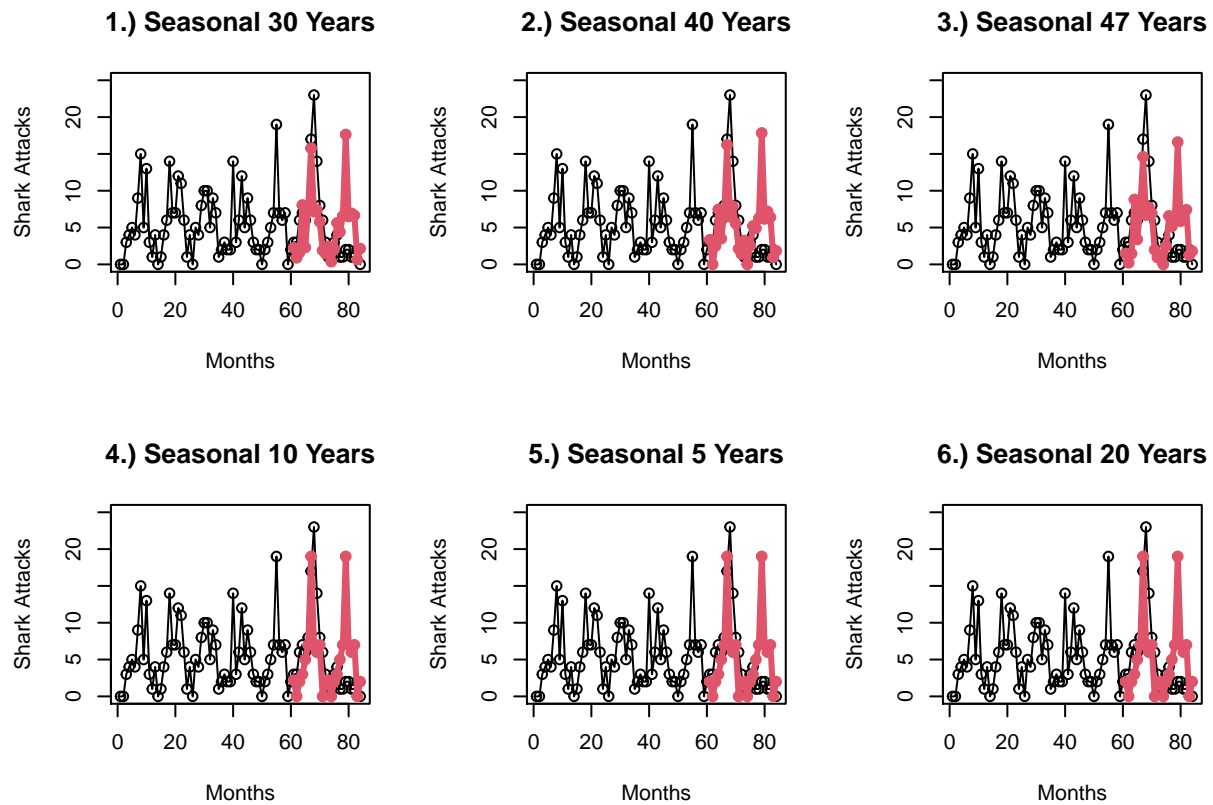 1.) Seasonal 30 Years
2.) Seasonal 40 Years
3.) Seasonal 47 Years
Shark Attacks
0 5 10 20
0 20 40 60 80
Months
Shark Attacks
0 5 10 20
0 20 40 60 80
Months
Shark Attacks
0 5 10 20
0 20 40 60 80
Months
4.) Seasonal 10 Years
5.) Seasonal 5 Years
6.) Seasonal 20 Years
Shark Attacks
0 5 10 20
0 20 40 60 80
Months
Shark Attacks
0 5 10 20
0 20 40 60 80
Months
Shark Attacks
0 5 10 20
0 20 40 60 80
Months